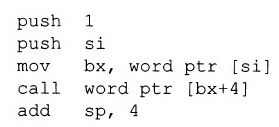 push 1
push si
mov bx, word ptr [si]
call word ptr [bx+4]
add sp, 4